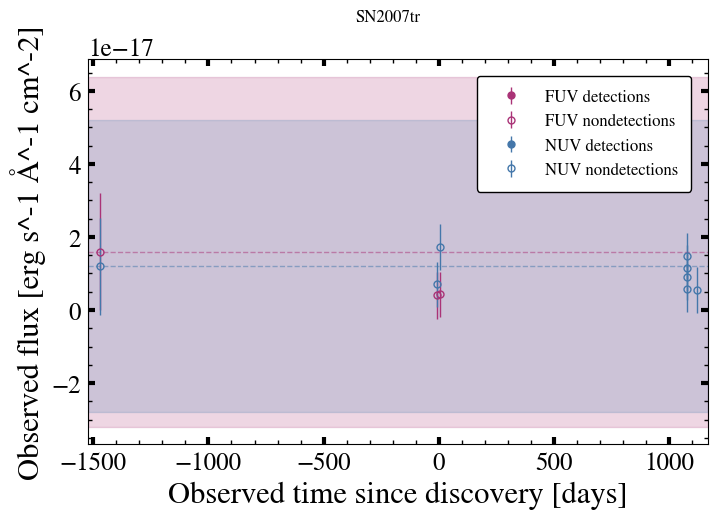 SN2007tr
1e−17
Observed flux [erg s^-1 Å^-1 cm^-2]
6
4
2
0
−2
FUV detections
FUV nondetections
NUV detections
NUV nondetections
−1500 −1000 −500 0 500 1000
Observed time since discovery [days]